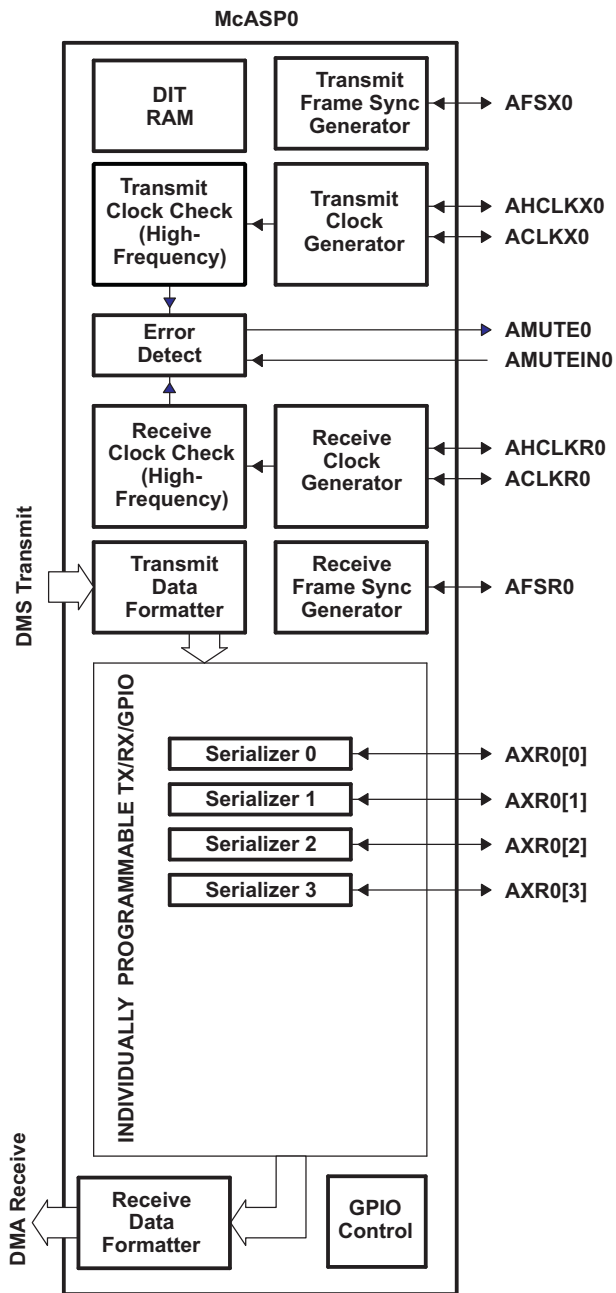 McASP0
DIT
RAM
Transmit
Frame Sync
Generator
AFSX0
Transmit
Clock Check
(High-
Frequency)
Transmit
Clock
Generator
AHCLKX0
ACLKX0
Error
Detect
AMUTE0
AMUTEIN0
Receive
Clock Check
(High-
Frequency)
Receive
Clock
Generator
AHCLKR0
ACLKR0
DMS Transmit
Transmit
Data
Formatter
Receive
Frame Sync
Generator
AFSR0
INDIVIDUALLY PROGRAMMABLE TX/RX/GPIO
Serializer 0
AXR0[0]
Serializer 1
AXR0[1]
Serializer 2
AXR0[2]
Serializer 3
AXR0[3]
DMA Receive
Receive
Data
Formatter
GPIO
Control